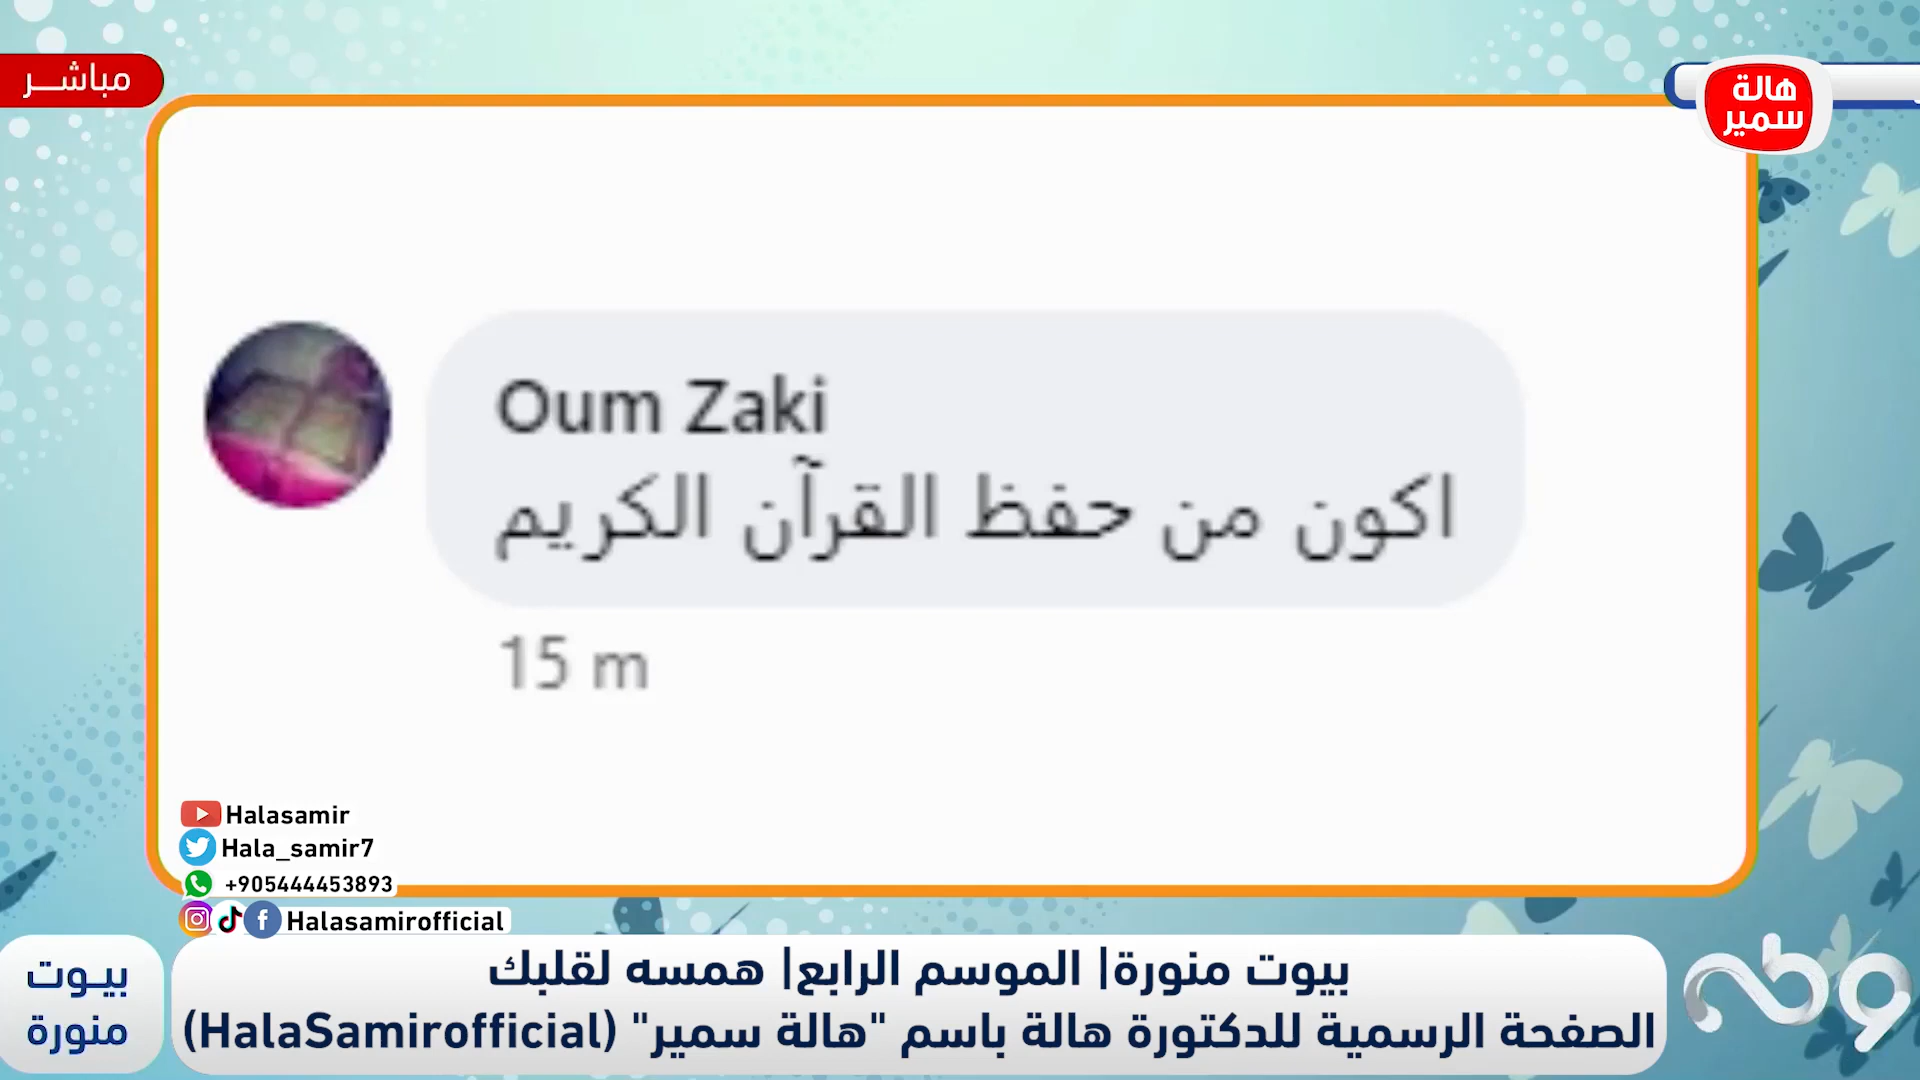 مباشر
هالة
سمير
Oum Zaki
اكون من حفظ القرآن الكريم
15 m
Halasamir
Hala_samir7
+905444453893
Halasamirofficial
بيوت منورة| الموسم الرابع| همسه لقلبك
الصفحة الرسمية للدكتورة هالة باسم "هالة سمير" (HalaSamirofficial)
بيوت
منورة